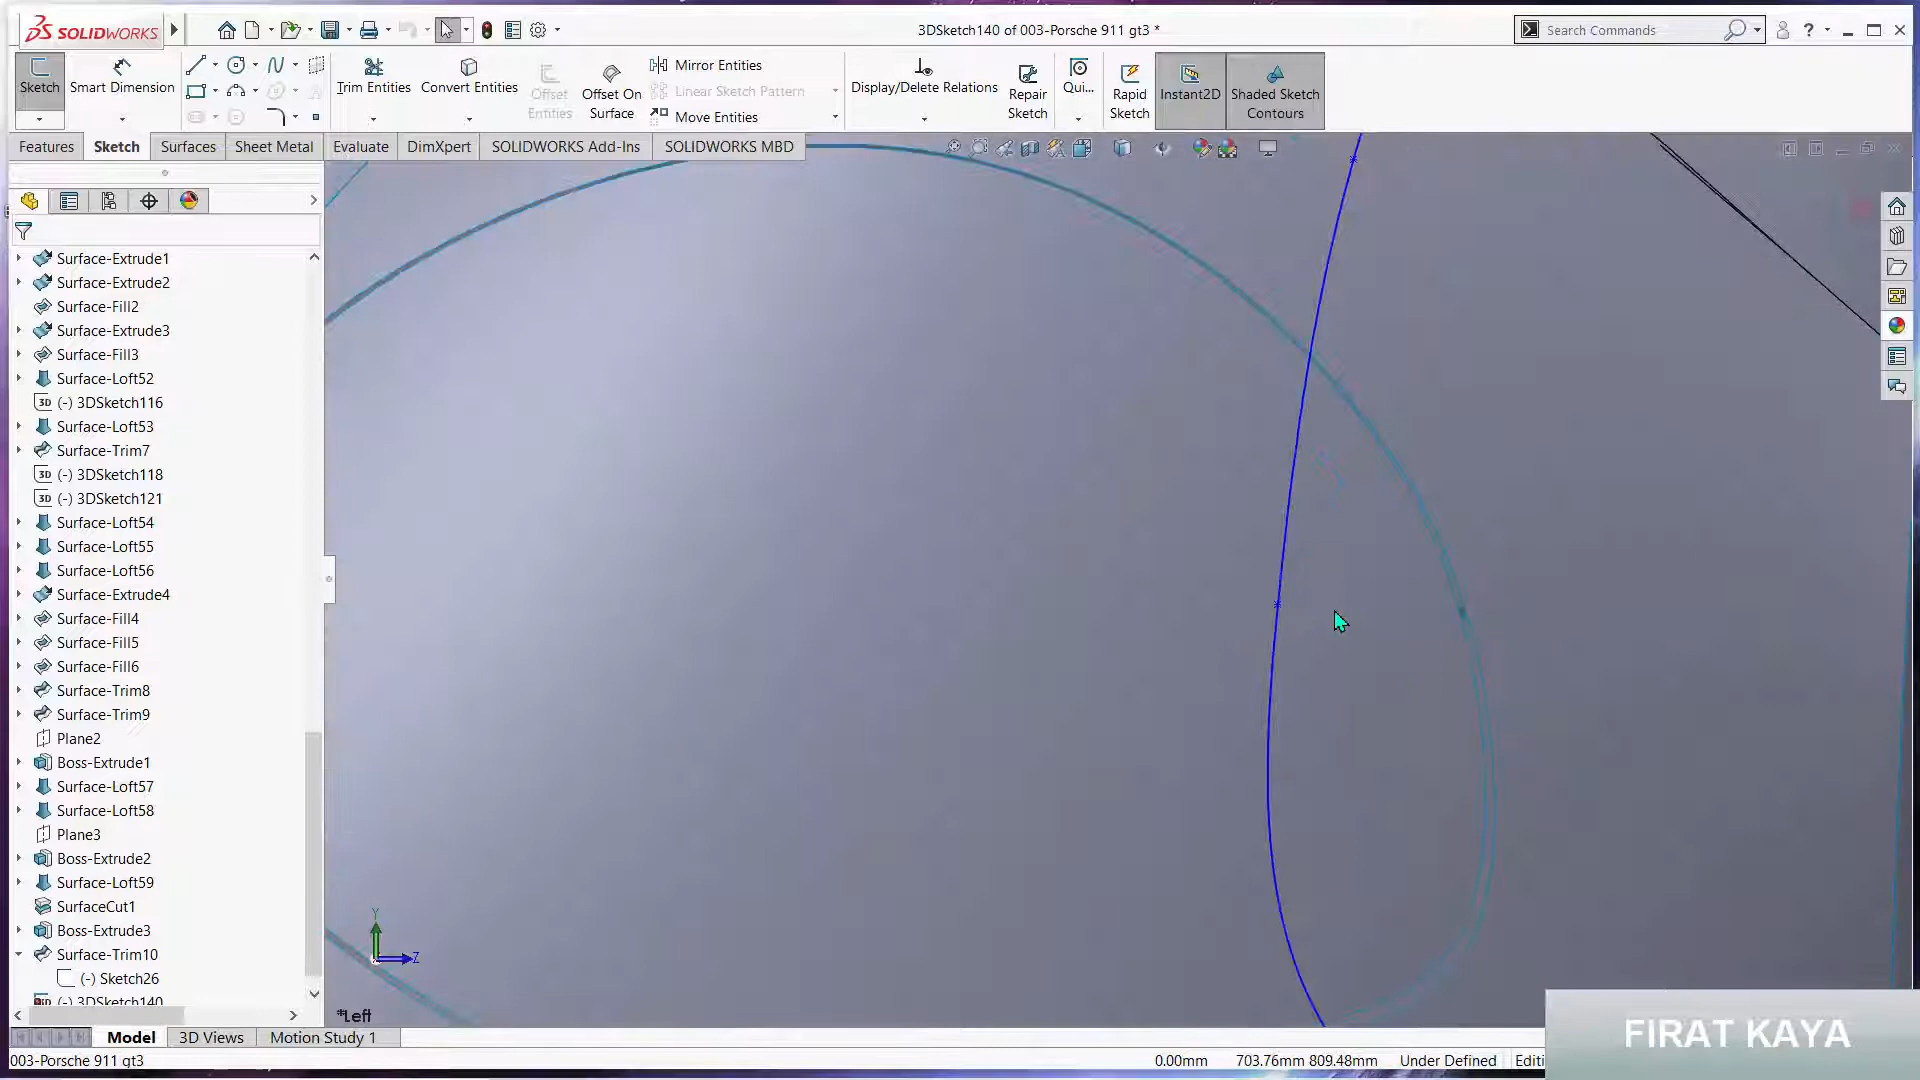 SOLIDWORKS
3DSketch140 of 003-Porsche 911 gt3 *
Search Commands
Sketch
Smart Dimension
Trim Entities
Convert Entities
Offset Entities
Offset On Surface
Mirror Entities
Linear Sketch Pattern
Move Entities
Display/Delete Relations
Repair Sketch
Qui...
Rapid Sketch
Instant2D
Shaded Sketch Contours
Features
Sketch
Surfaces
Sheet Metal
Evaluate
DimXpert
SOLIDWORKS Add-Ins
SOLIDWORKS MBD
Surface-Extrude1
Surface-Extrude2
Surface-Fill2
Surface-Extrude3
Surface-Fill3
Surface-Loft52
3D (-) 3DSketch116
Surface-Loft53
Surface-Trim7
3D (-) 3DSketch118
3D (-) 3DSketch121
Surface-Loft54
Surface-Loft55
Surface-Loft56
Surface-Extrude4
Surface-Fill4
Surface-Fill5
Surface-Fill6
Surface-Trim8
Surface-Trim9
Plane2
Boss-Extrude1
Surface-Loft57
Surface-Loft58
Plane3
Boss-Extrude2
Surface-Loft59
SurfaceCut1
Boss-Extrude3
Surface-Trim10
(-) Sketch26
(-) 3DSketch140
Y
Z
*Left
Model
3D Views
Motion Study 1
003-Porsche 911 gt3
0.00mm
703.76mm 809.48mm
Under Defined
Editi
FIRAT KAYA